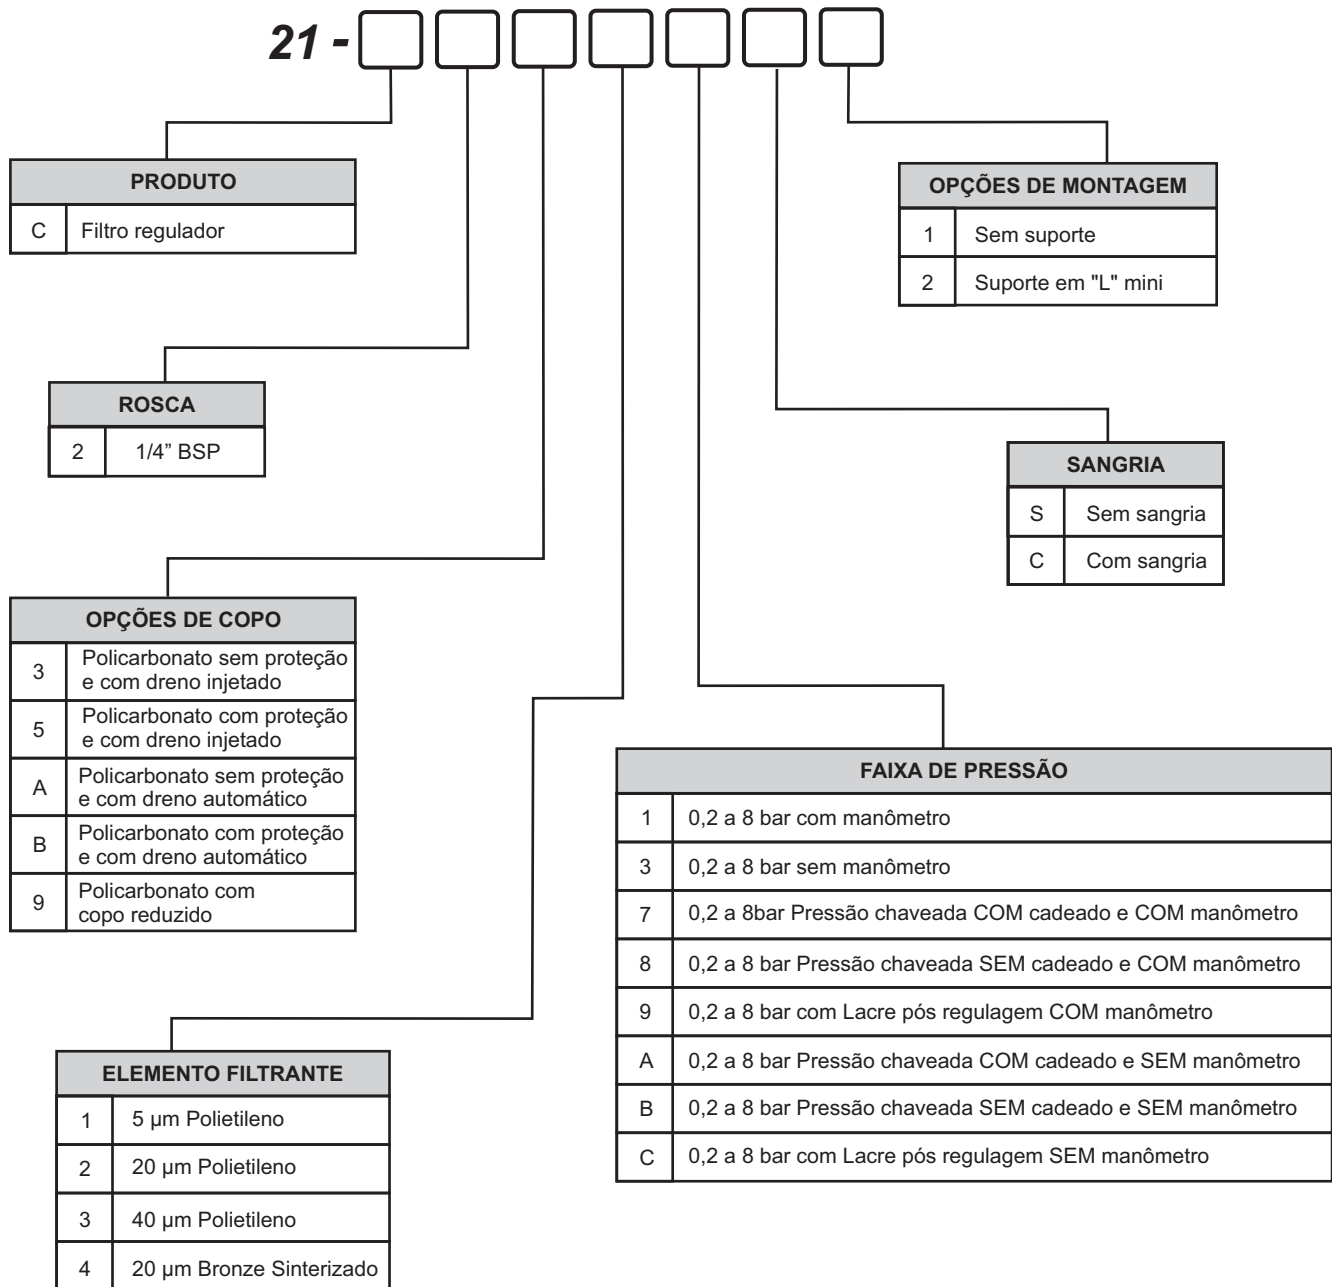 21 -
PRODUTO
C Filtro regulador
OPÇÕES DE MONTAGEM
1 Sem suporte
2 Suporte em "L" mini
ROSCA
2 1/4” BSP
SANGRIA
S Sem sangria
C Com sangria
OPÇÕES DE COPO
3 Policarbonato sem proteção
e com dreno injetado
5 Policarbonato com proteção
e com dreno injetado
A Policarbonato sem proteção
e com dreno automático
B Policarbonato com proteção
e com dreno automático
9 Policarbonato com
copo reduzido
FAIXA DE PRESSÃO
1 0,2 a 8 bar com manômetro
3 0,2 a 8 bar sem manômetro
7 0,2 a 8bar Pressão chaveada COM cadeado e COM manômetro
8 0,2 a 8 bar Pressão chaveada SEM cadeado e COM manômetro
9 0,2 a 8 bar com Lacre pós regulagem COM manômetro
A 0,2 a 8 bar Pressão chaveada COM cadeado e SEM manômetro
B 0,2 a 8 bar Pressão chaveada SEM cadeado e SEM manômetro
C 0,2 a 8 bar com Lacre pós regulagem SEM manômetro
ELEMENTO FILTRANTE
1 5 µm Polietileno
2 20 µm Polietileno
3 40 µm Polietileno
4 20 µm Bronze Sinterizado